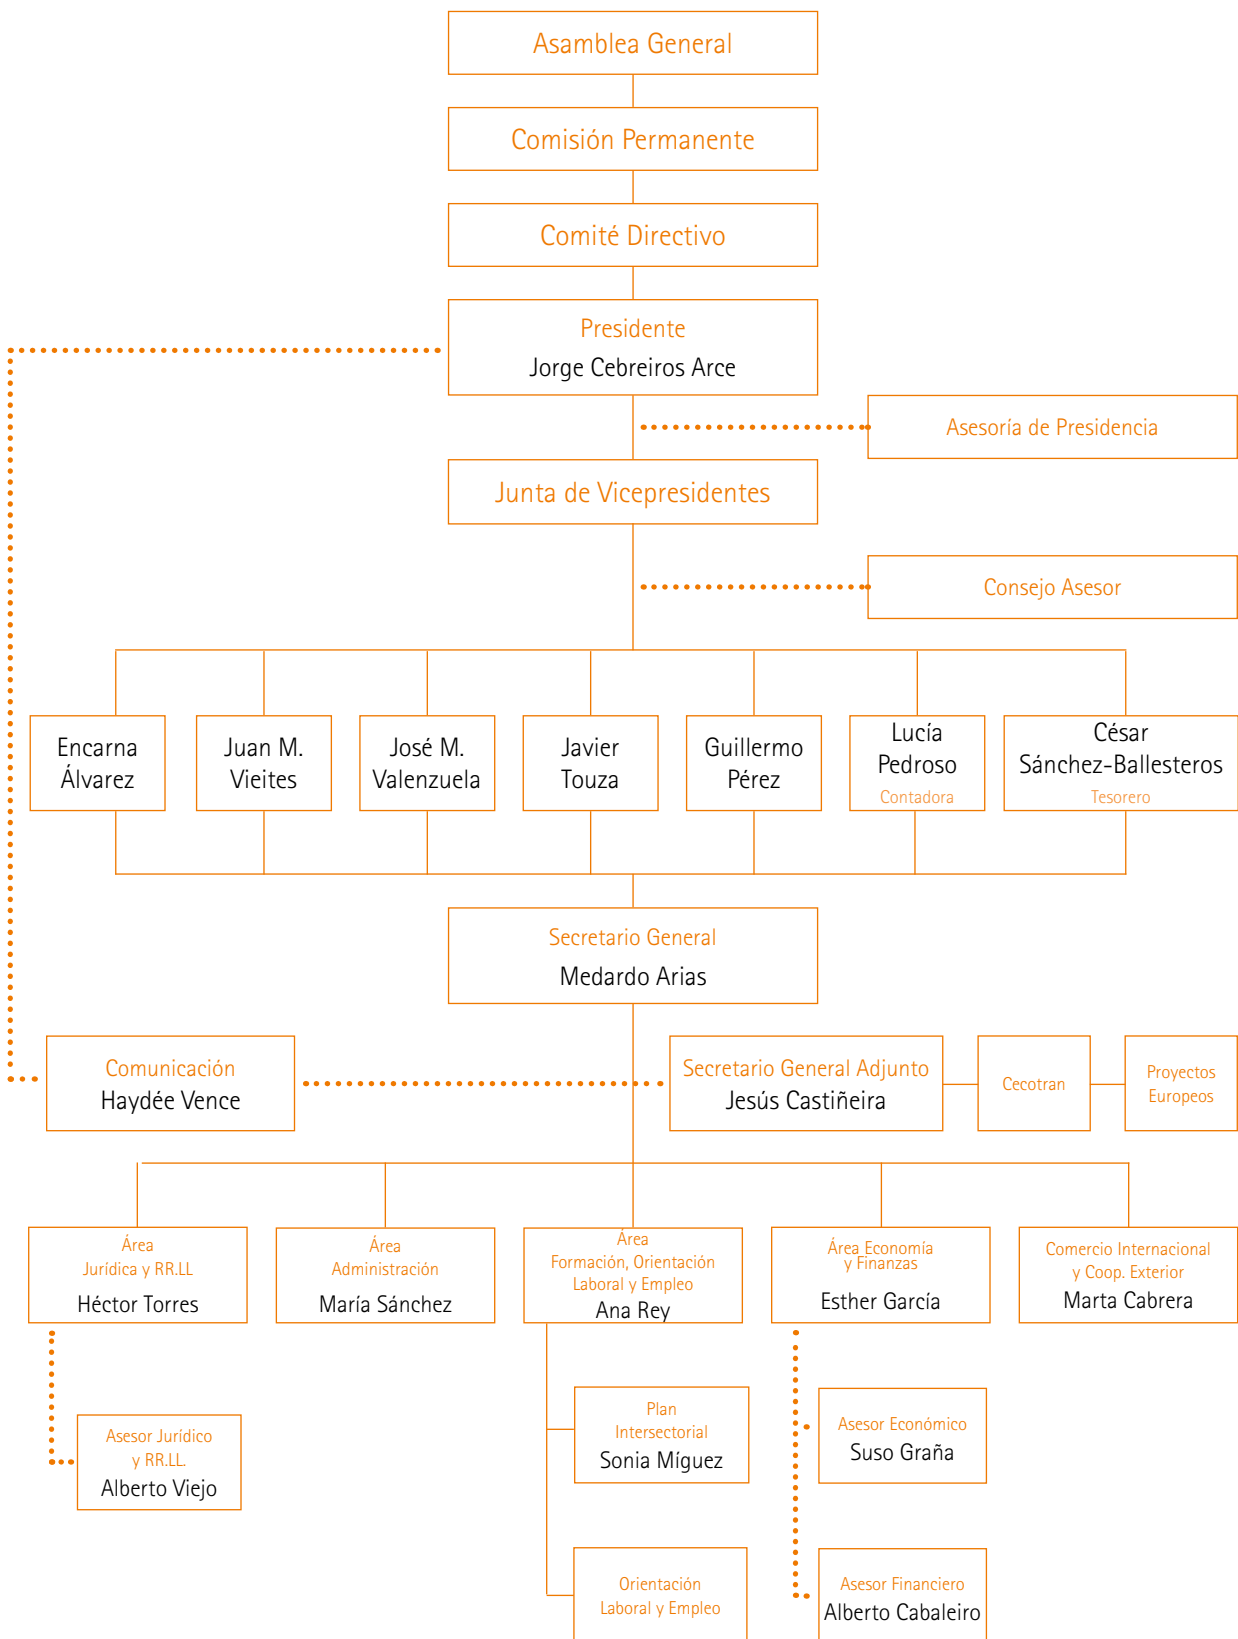 Asamblea General
Comisión Permanente
Comité Directivo
Presidente
Jorge Cebreiros Arce
Asesoría de Presidencia
Junta de Vicepresidentes
Consejo Asesor
Encarna
Álvarez
Juan M.
Vieites
José M.
Valenzuela
Javier
Touza
Guillermo
Pérez
Lucía
Pedroso
Contadora
César
Sánchez-Ballesteros
Tesorero
Secretario General
Medardo Arias
Comunicación
Haydée Vence
Secretario General Adjunto
Jesús Castiñeira
Cecotran
Proyectos
Europeos
Área
Jurídica y RR.LL
Héctor Torres
Área
Administración
María Sánchez
Área
Formación, Orientación
Laboral y Empleo
Ana Rey
Área Economía
y Finanzas
Esther García
Comercio Internacional
y Coop. Exterior
Marta Cabrera
Asesor Jurídico
y RR.LL.
Alberto Viejo
Plan
Intersectorial
Sonia Míguez
Asesor Económico
Suso Graña
Orientación
Laboral y Empleo
Asesor Financiero
Alberto Cabaleiro